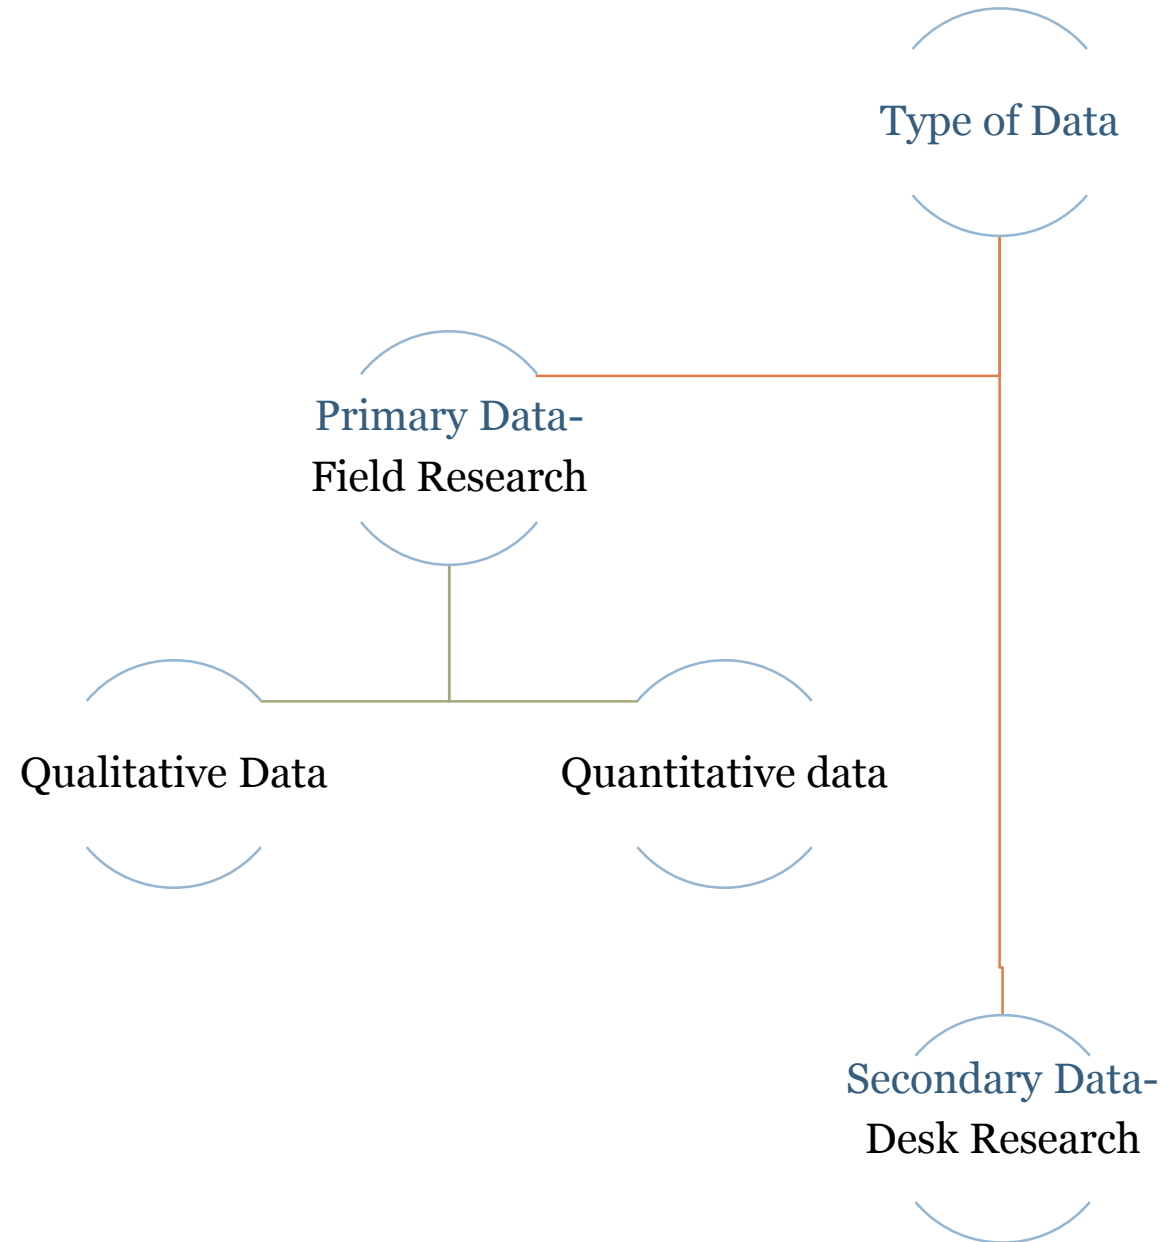 Type of Data
Primary Data-
Field Research
Qualitative Data
Quantitative data
Secondary Data-
Desk Research